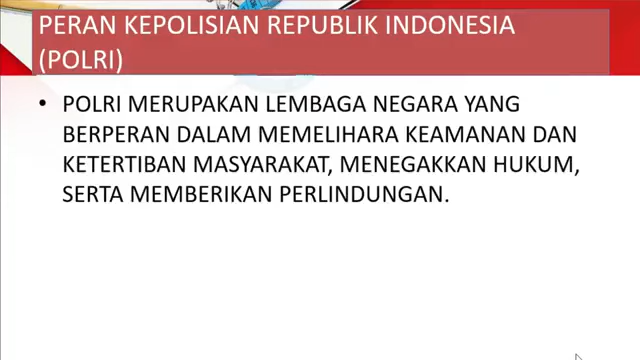 PERAN KEPOLISIAN REPUBLIK INDONESIA
(POLRI)
• POLRI MERUPAKAN LEMBAGA NEGARA YANG
BERPERAN DALAM MEMELIHARA KEAMANAN DAN
KETERTIBAN MASYARAKAT, MENEGAKKAN HUKUM,
SERTA MEMBERIKAN PERLINDUNGAN.